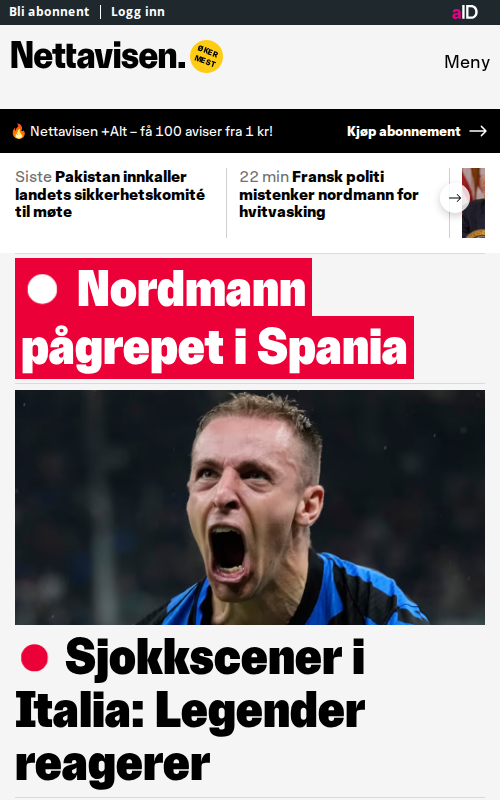 Bli abonnent | Logg inn
aID
Nettavisen.
ØKER
MEST
Meny
🔥 Nettavisen +Alt – få 100 aviser fra 1 kr!
Kjøp abonnement →
Siste Pakistan innkaller
landets sikkerhetskomité
til møte
22 min Fransk politi
mistenker nordmann for
hvitvasking
Nordmann
pågrepet i Spania
Sjokkscener i
Italia: Legender
reagerer